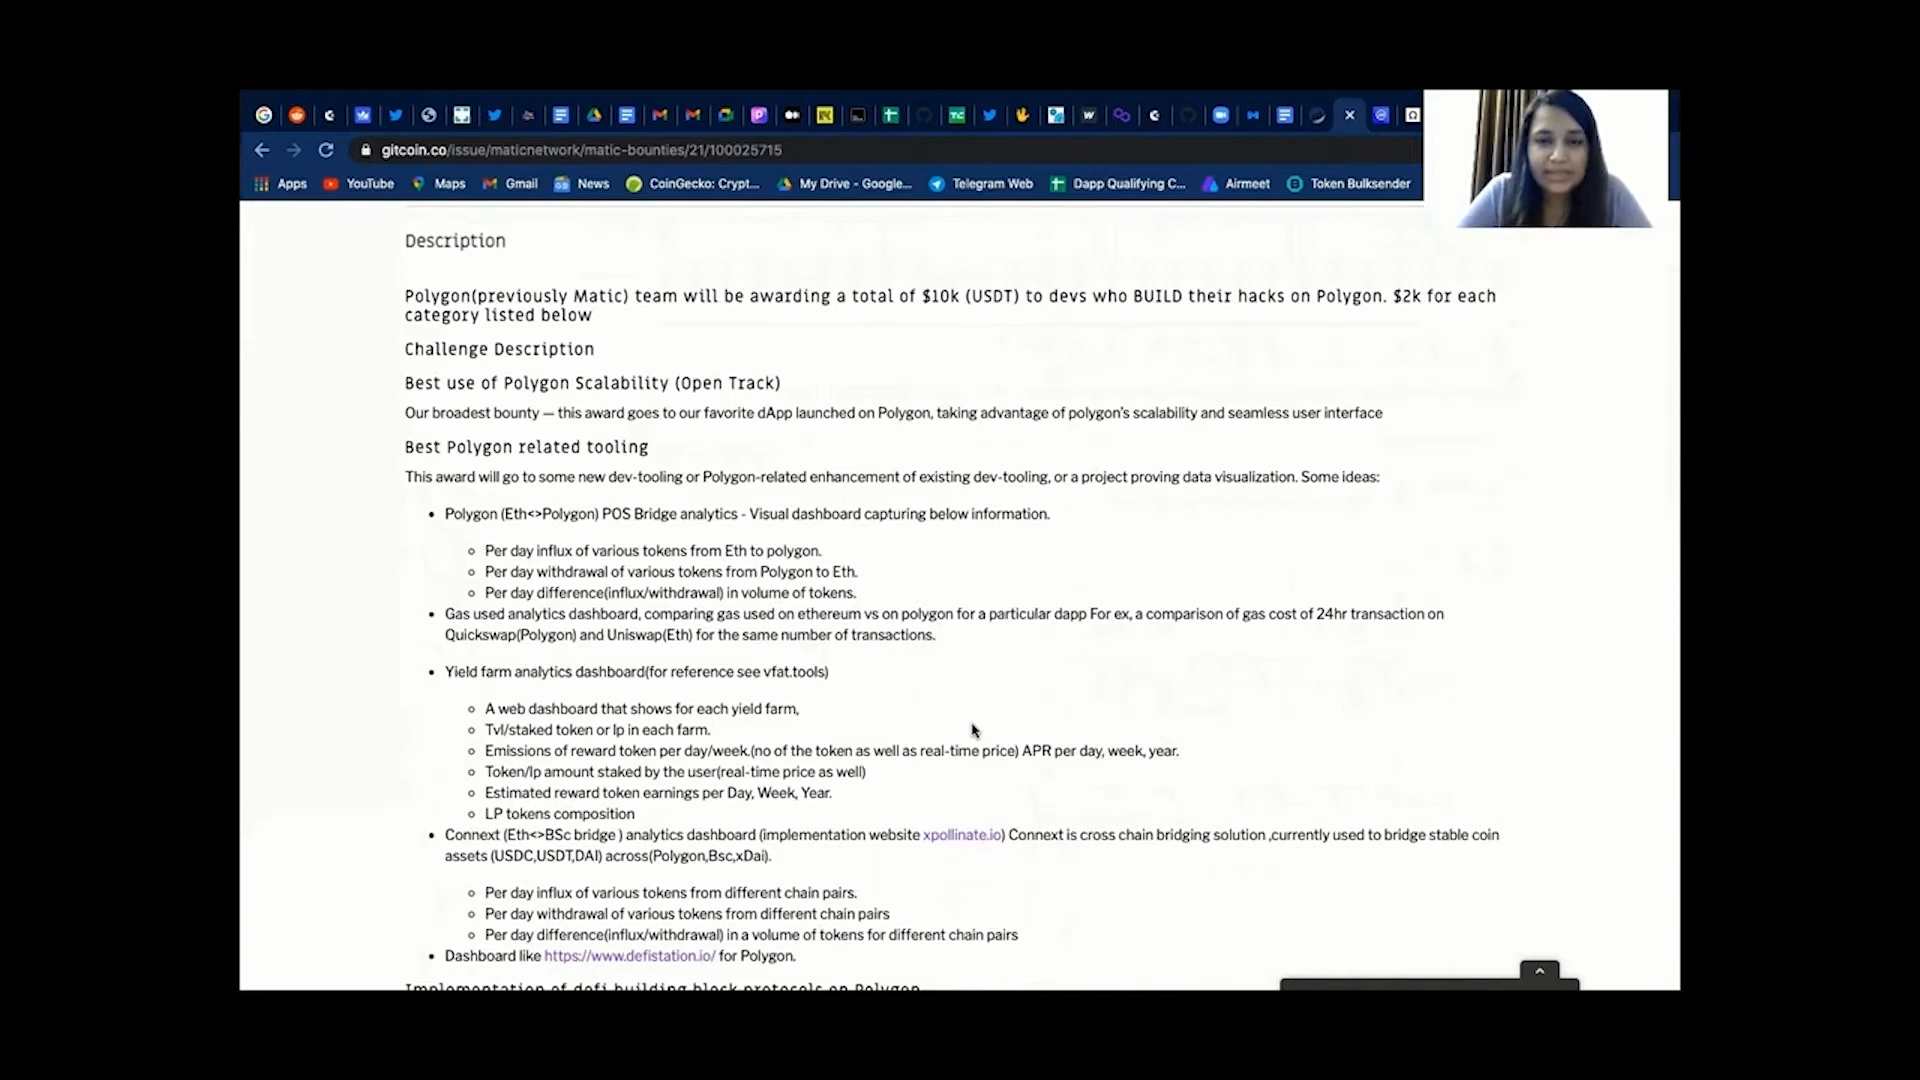 gitcoin.co/issue/maticnetwork/matic-bounties/21/100025715
Apps YouTube Maps Gmail News CoinGecko: Crypt... My Drive - Google... Telegram Web Dapp Qualifying C... Airmeet Token Bulksender
Description
Polygon(previously Matic) team will be awarding a total of $10k (USDT) to devs who BUILD their hacks on Polygon. $2k for each
category listed below
Challenge Description
Best use of Polygon Scalability (Open Track)
Our broadest bounty — this award goes to our favorite dApp launched on Polygon, taking advantage of polygon's scalability and seamless user interface
Best Polygon related tooling
This award will go to some new dev-tooling or Polygon-related enhancement of existing dev-tooling, or a project proving data visualization. Some ideas:
• Polygon (Eth<>Polygon) POS Bridge analytics - Visual dashboard capturing below information.
◦ Per day influx of various tokens from Eth to polygon.
◦ Per day withdrawal of various tokens from Polygon to Eth.
◦ Per day difference(influx/withdrawal) in volume of tokens.
• Gas used analytics dashboard, comparing gas used on ethereum vs on polygon for a particular dapp For ex, a comparison of gas cost of 24hr transaction on
Quickswap(Polygon) and Uniswap(Eth) for the same number of transactions.
• Yield farm analytics dashboard(for reference see vfat.tools)
◦ A web dashboard that shows for each yield farm,
◦ Tvl/staked token or lp in each farm.
◦ Emissions of reward token per day/week.(no of the token as well as real-time price) APR per day, week, year.
◦ Token/lp amount staked by the user(real-time price as well)
◦ Estimated reward token earnings per Day, Week, Year.
◦ LP tokens composition
• Connext (Eth<>BSc bridge ) analytics dashboard (implementation website xpollinate.io) Connext is cross chain bridging solution ,currently used to bridge stable coin
assets (USDC,USDT,DAI) across(Polygon,Bsc,xDai).
◦ Per day influx of various tokens from different chain pairs.
◦ Per day withdrawal of various tokens from different chain pairs
◦ Per day difference(influx/withdrawal) in a volume of tokens for different chain pairs
• Dashboard like https://www.defistation.io/ for Polygon.
Implementation of defi building block protocols on Polygon